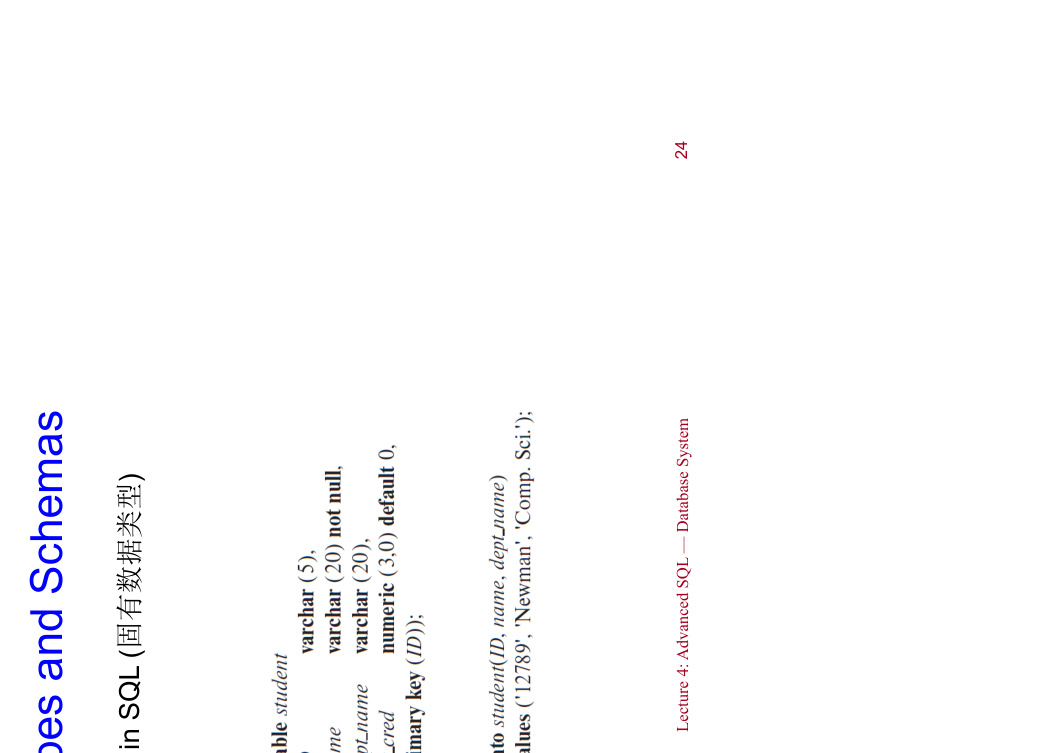 pes and Schemas
in SQL (固有数据类型)
able student
varchar (5),
me varchar (20) not null,
pt_name varchar (20),
_cred numeric (3,0) default 0,
imary key (ID));
nto student(ID, name, dept_name)
alues ('12789', 'Newman', 'Comp. Sci.');
Lecture 4: Advanced SQL — Database System 24